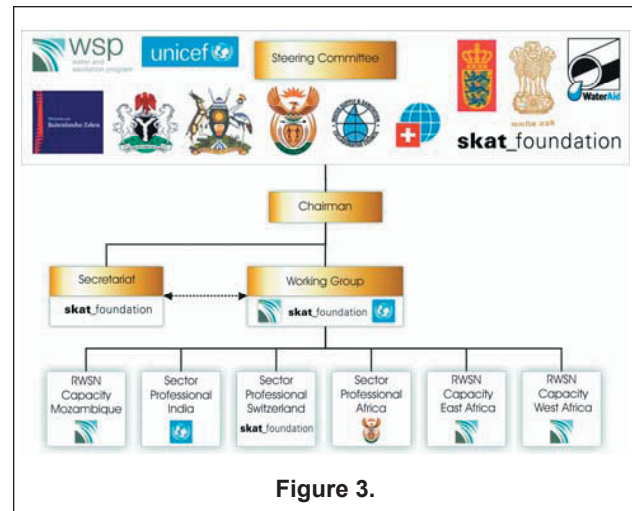 wsp
water and
sanitation program
unicef
Steering Committee
WaterAid
Buitenlandse Zaken
skat_foundation
Chairman
Secretariat
skat_foundation
Working Group
skat_foundation
RWSN
Capacity
Mozambique
Sector
Professional
India
Sector
Professional
Switzerland
skat_foundation
Sector
Professional
Africa
RWSN
Capacity
East Africa
RWSN
Capacity
West Africa
Figure 3.